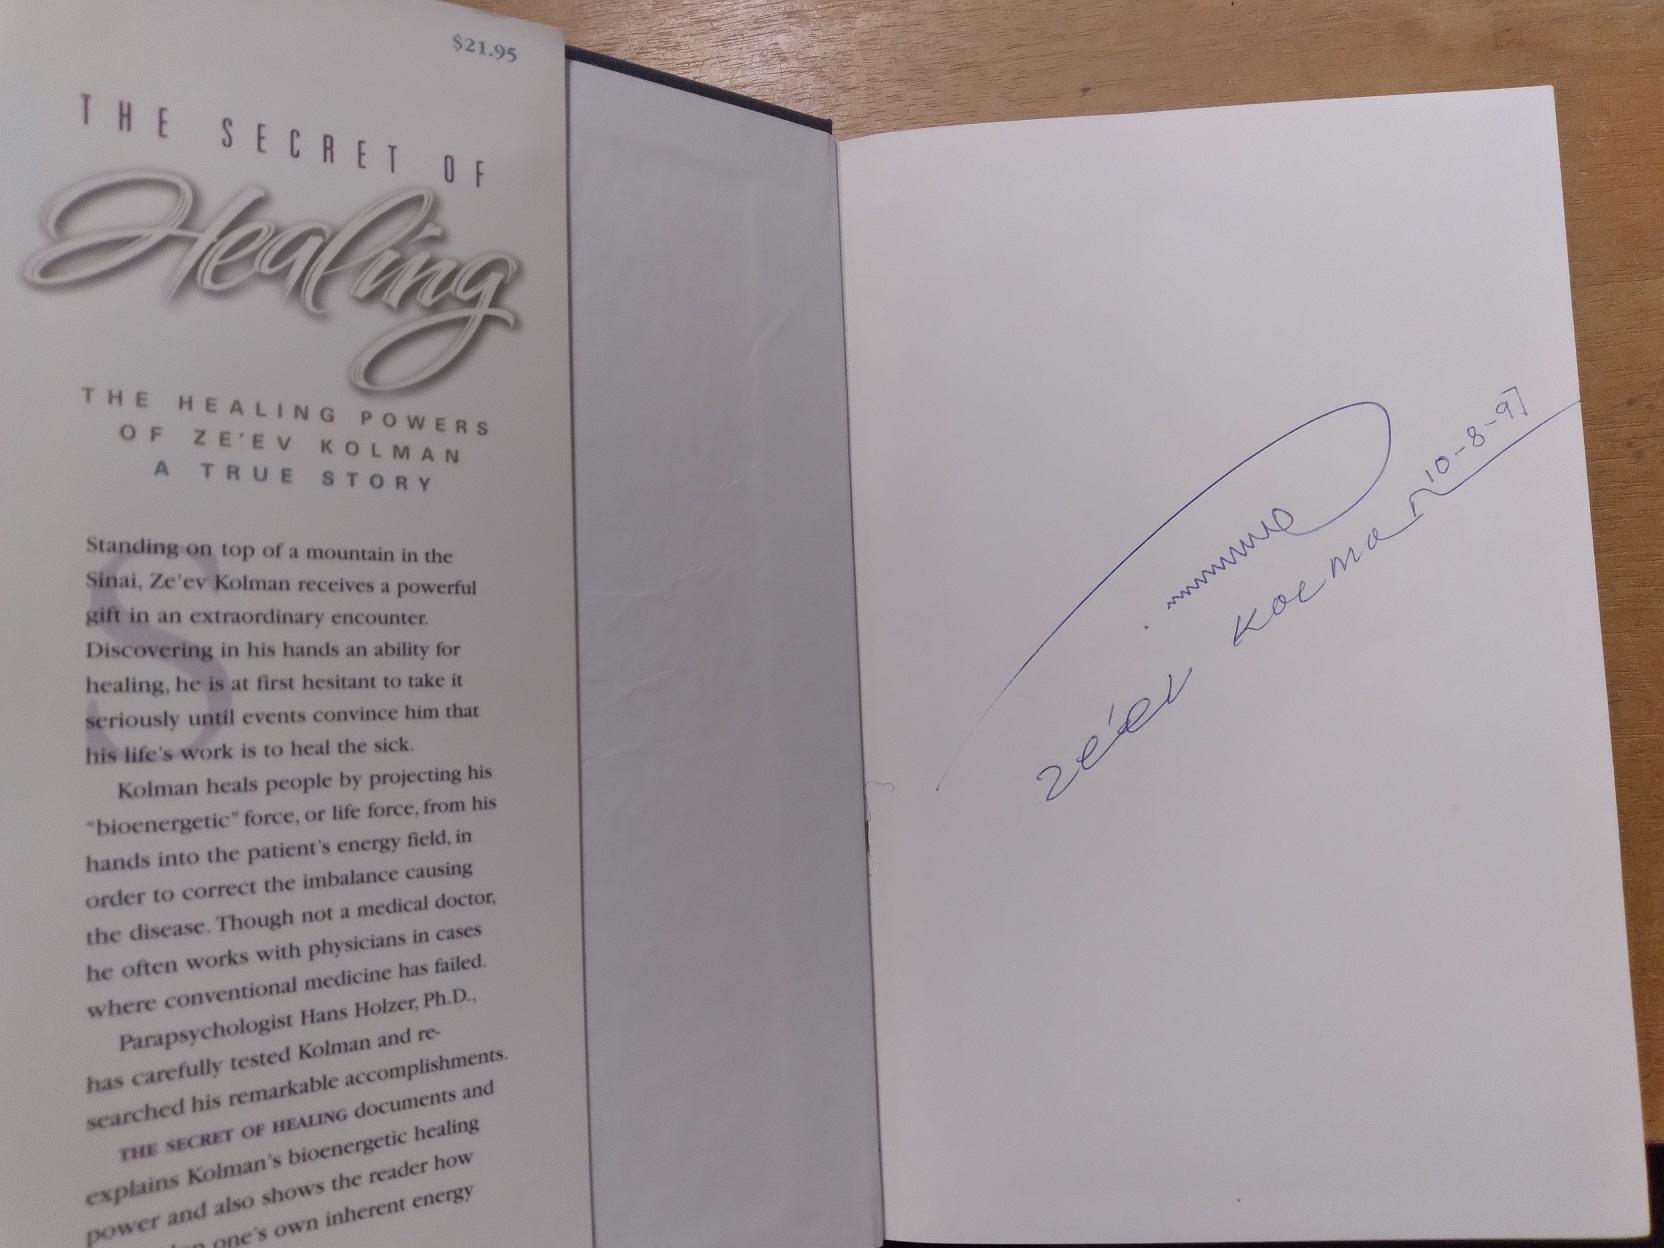 $21.95
THE SECRET OF
Healing
THE HEALING POWERS
OF ZE'EV KOLMAN
A TRUE STORY
Standing on top of a mountain in the
Sinai, Ze'ev Kolman receives a powerful
gift in an extraordinary encounter.
Discovering in his hands an ability for
healing, he is at first hesitant to take it
seriously until events convince him that
his life's work is to heal the sick.
Kolman heals people by projecting his
"bioenergetic" force, or life force, from his
hands into the patient's energy field, in
order to correct the imbalance causing
the disease. Though not a medical doctor,
he often works with physicians in cases
where conventional medicine has failed.
Parapsychologist Hans Holzer, Ph.D.,
has carefully tested Kolman and re-
searched his remarkable accomplishments.
THE SECRET OF HEALING documents and
explains Kolman's bioenergetic healing
power and also shows the reader how
one's own inherent energy
10-8-97
Ze'ev Kolman